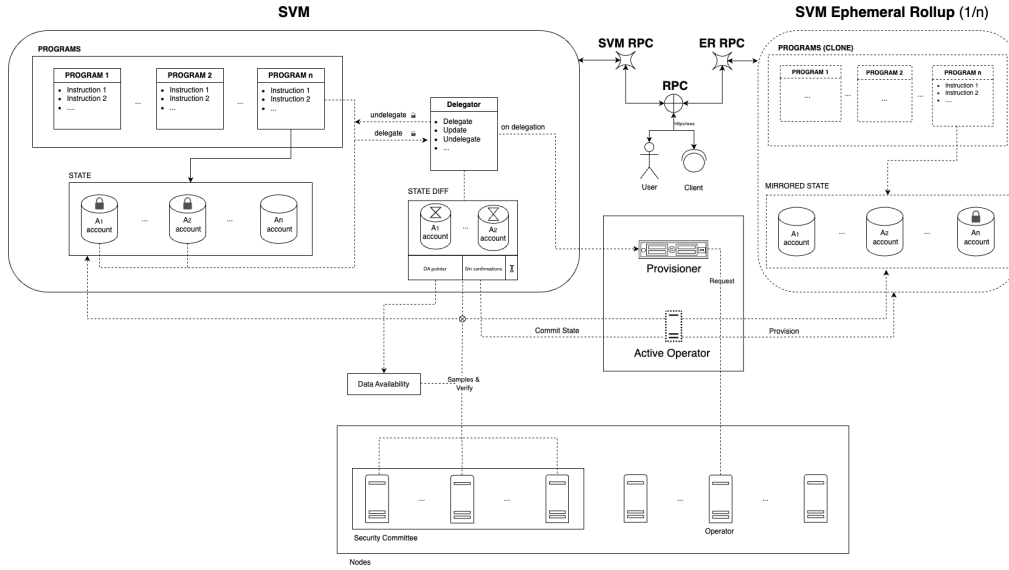 SVM
SVM Ephemeral Rollup (1/n)
PROGRAMS
PROGRAM 1
Instruction 1
Instruction 2
....
...
PROGRAM 2
Instruction 1
Instruction 2
...
...
PROGRAM n
Instruction 1
Instruction 2
...
undelegate
delegate
Delegator
Delegate
Update
Undelegate
...
on delegation
STATE
A1
account
...
A2
account
...
An
account
STATE DIFF
A1
account
...
A2
account
DA pointer
SVM RPC
ER RPC
RPC
https/wss
User
Client
PROGRAMS (CLONE)
PROGRAM 1
...
...
PROGRAM 2
...
...
PROGRAM n
Instruction 1
Instruction 2
....
MIRRORED STATE
A1
account
...
A2
account
...
An
account
Provisioner
Request
Active Operator
Commit State
Provision
Data Availability
Samples &
Verify
...
...
...
...
Security Committee
Operator
Nodes